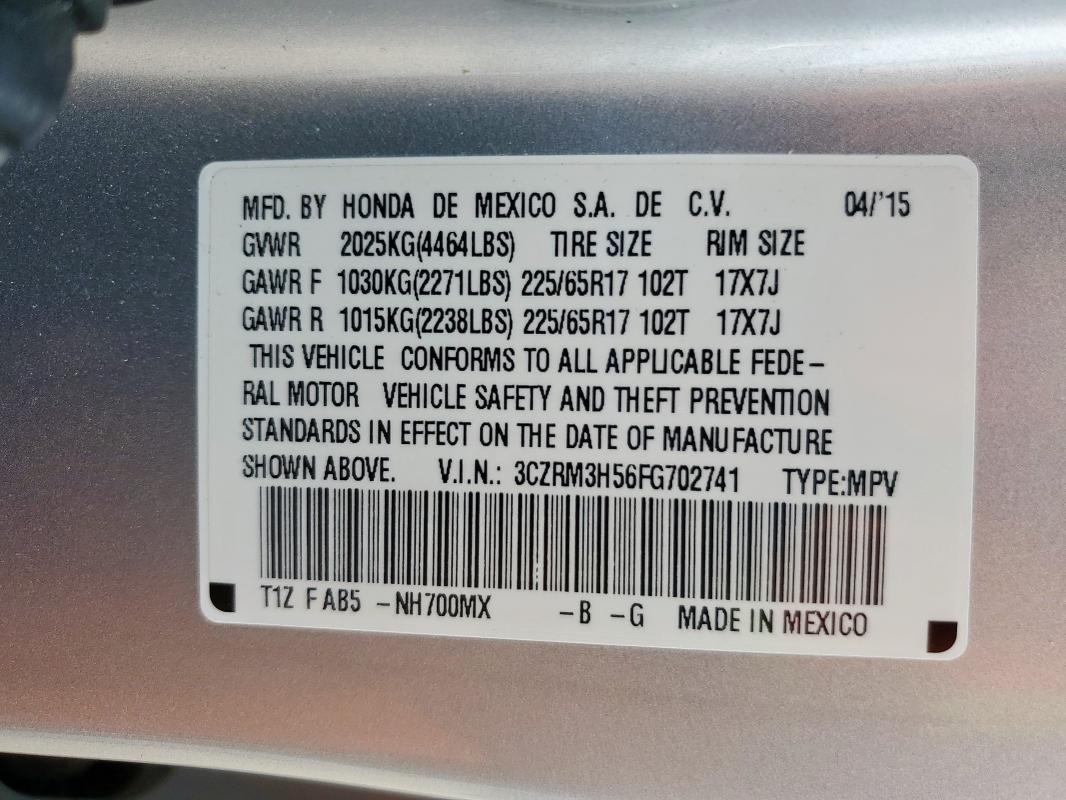 MFD. BY HONDA DE MEXICO S.A. DE C.V. 04/'15
GVWR 2025KG(4464LBS) TIRE SIZE RIM SIZE
GAWR F 1030KG(2271LBS) 225/65R17 102T 17X7J
GAWR R 1015KG(2238LBS) 225/65R17 102T 17X7J
THIS VEHICLE CONFORMS TO ALL APPLICABLE FEDE-
RAL MOTOR VEHICLE SAFETY AND THEFT PREVENTION
STANDARDS IN EFFECT ON THE DATE OF MANUFACTURE
SHOWN ABOVE. V.I.N.: 3CZRM3H56FG702741 TYPE:MPV
T1Z F AB5 -NH700MX -B -G MADE IN MEXICO